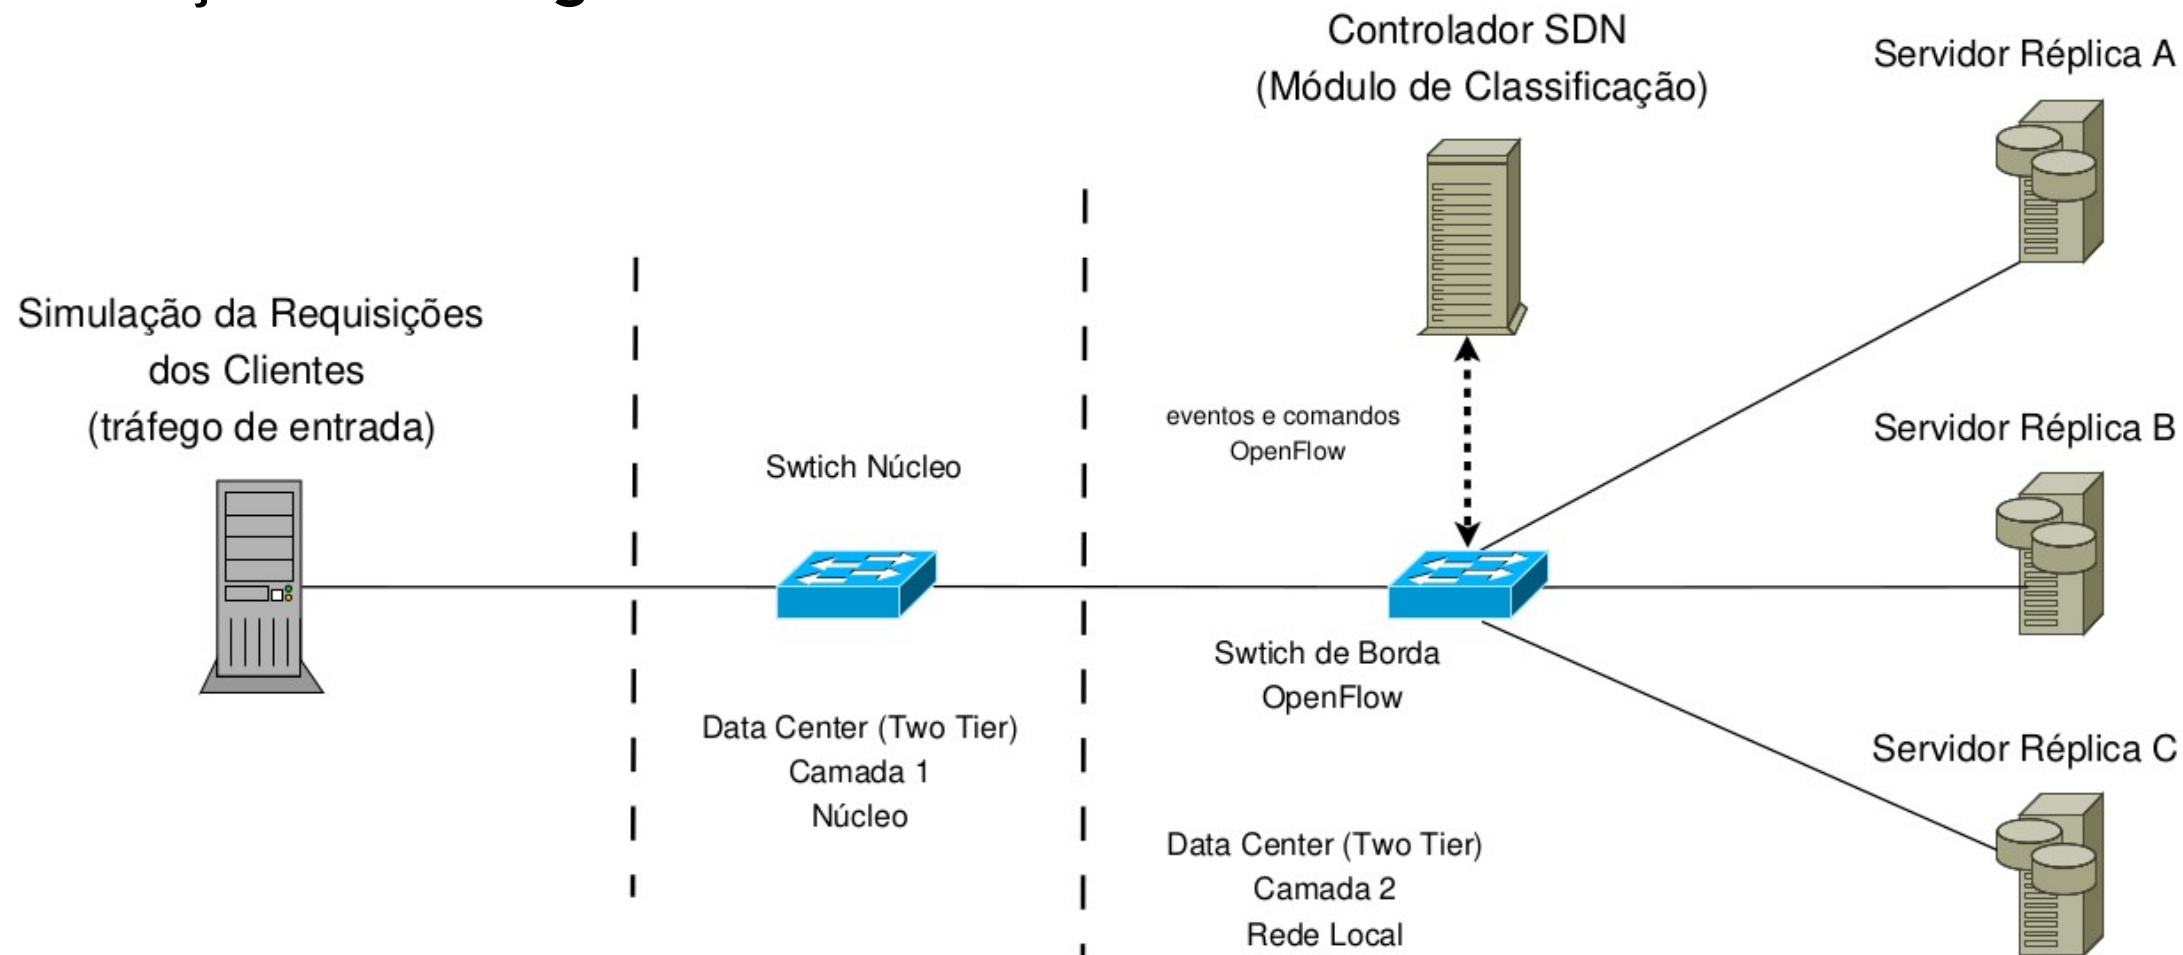 Controlador SDN
(Módulo de Classificação)
Servidor Réplica A
Simulação da Requisições
dos Clientes
(tráfego de entrada)
eventos e comandos
OpenFlow
Servidor Réplica B
Swtich Núcleo
Swtich de Borda
OpenFlow
Data Center (Two Tier)
Camada 1
Núcleo
Servidor Réplica C
Data Center (Two Tier)
Camada 2
Rede Local